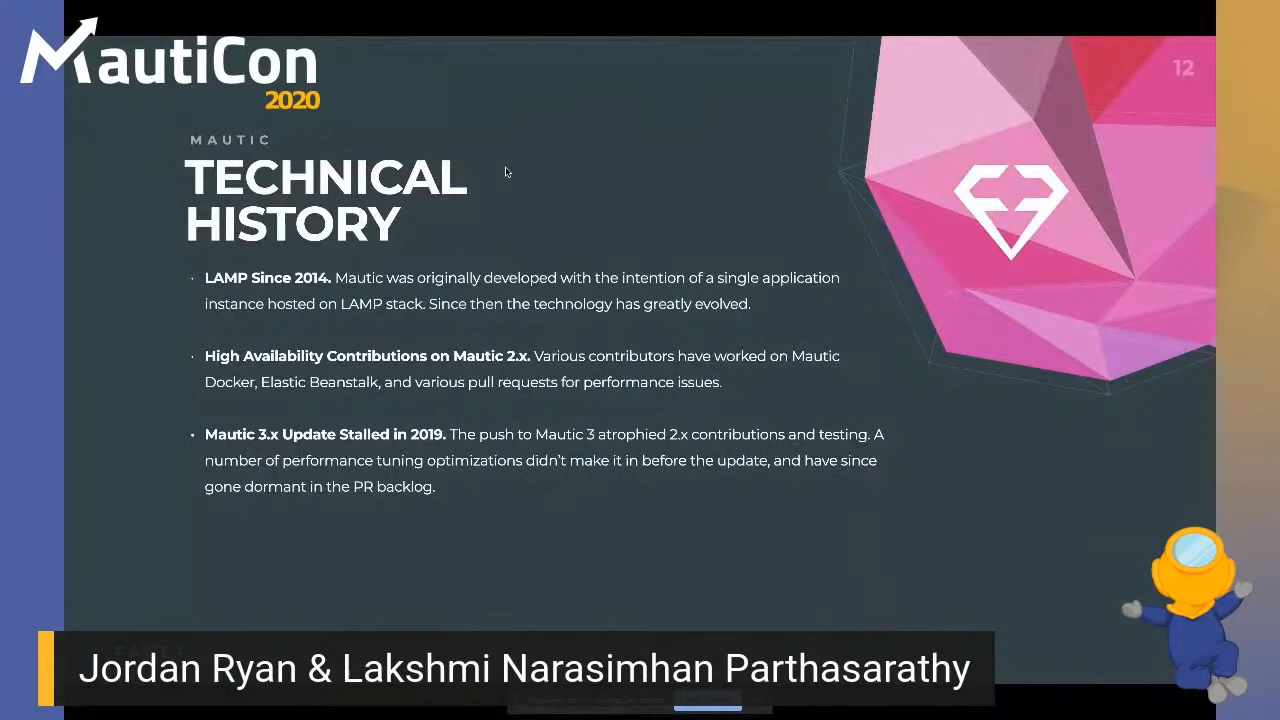 MautiCon
2020
12
MAUTIC
TECHNICAL
HISTORY
· LAMP Since 2014. Mautic was originally developed with the intention of a single application
instance hosted on LAMP stack. Since then the technology has greatly evolved.
· High Availability Contributions on Mautic 2.x. Various contributors have worked on Mautic
Docker, Elastic Beanstalk, and various pull requests for performance issues.
· Mautic 3.x Update Stalled in 2019. The push to Mautic 3 atrophied 2.x contributions and testing. A
number of performance tuning optimizations didn't make it in before the update, and have since
gone dormant in the PR backlog.
Jordan Ryan & Lakshmi Narasimhan Parthasarathy